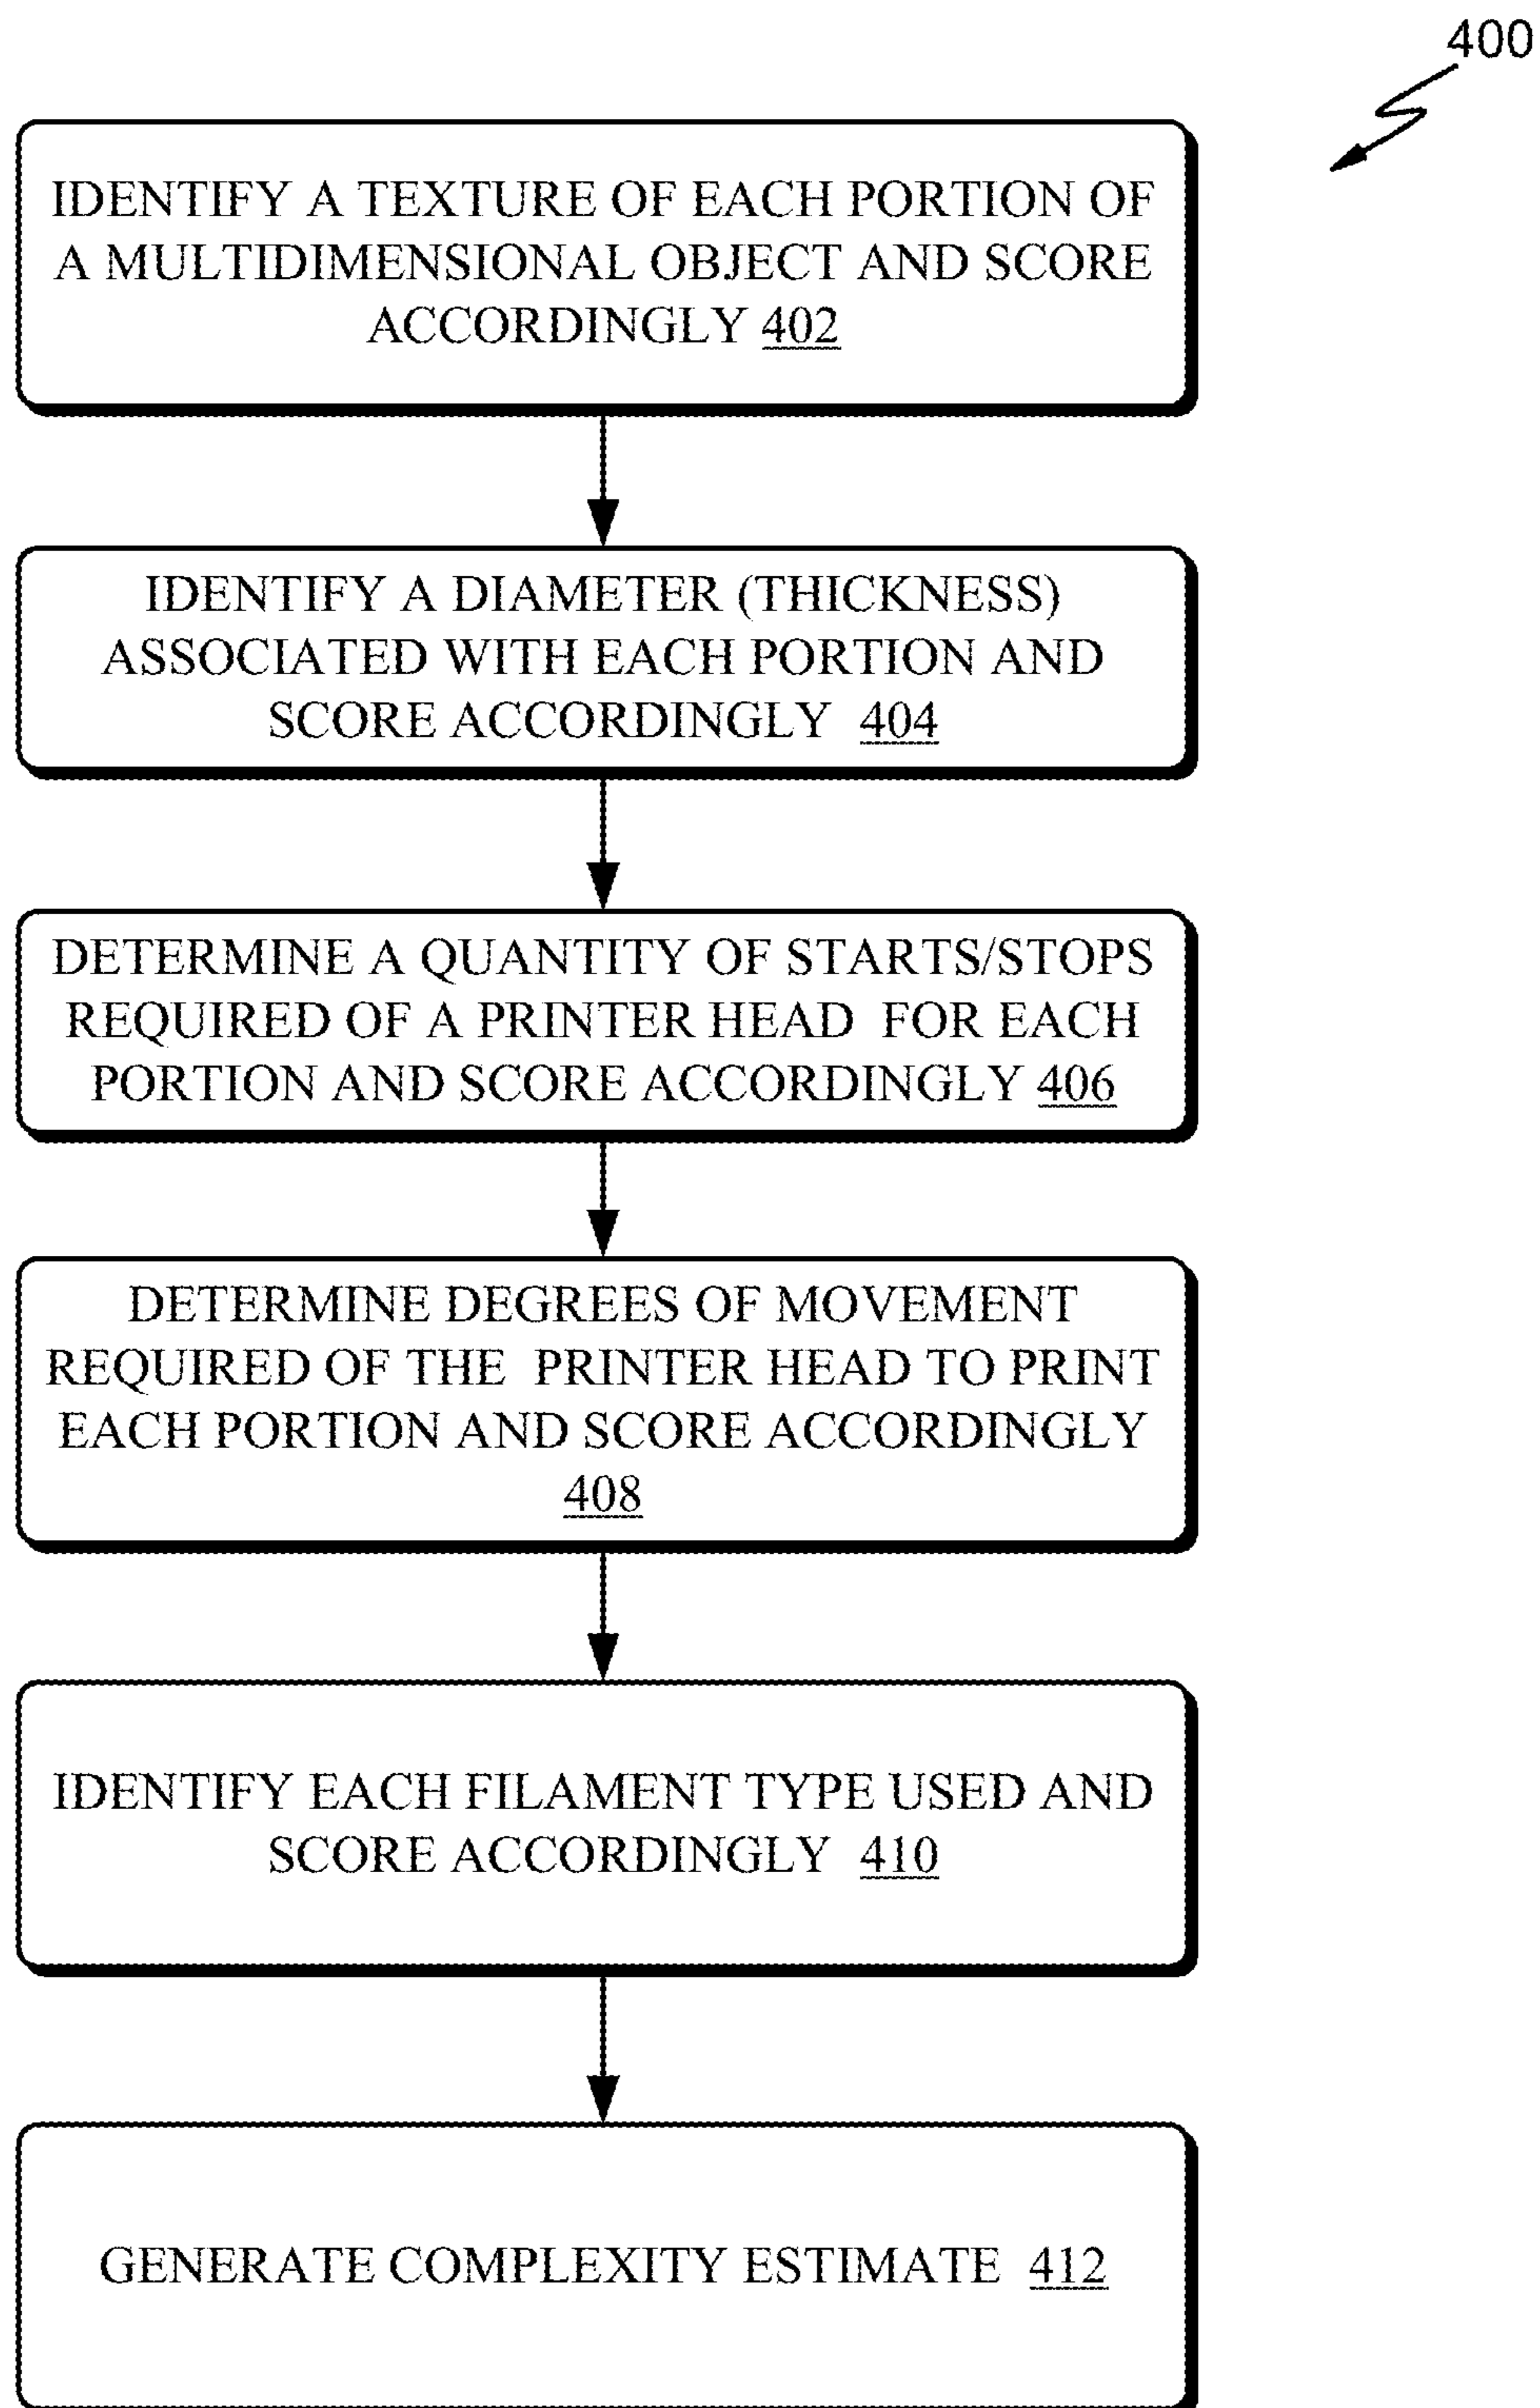 400
IDENTIFY A TEXTURE OF EACH PORTION OF
A MULTIDIMENSIONAL OBJECT AND SCORE
ACCORDINGLY 402
IDENTIFY A DIAMETER (THICKNESS)
ASSOCIATED WITH EACH PORTION AND
SCORE ACCORDINGLY 404
DETERMINE A QUANTITY OF STARTS/STOPS
REQUIRED OF A PRINTER HEAD FOR EACH
PORTION AND SCORE ACCORDINGLY 406
DETERMINE DEGREES OF MOVEMENT
REQUIRED OF THE PRINTER HEAD TO PRINT
EACH PORTION AND SCORE ACCORDINGLY
408
IDENTIFY EACH FILAMENT TYPE USED AND
SCORE ACCORDINGLY 410
GENERATE COMPLEXITY ESTIMATE 412